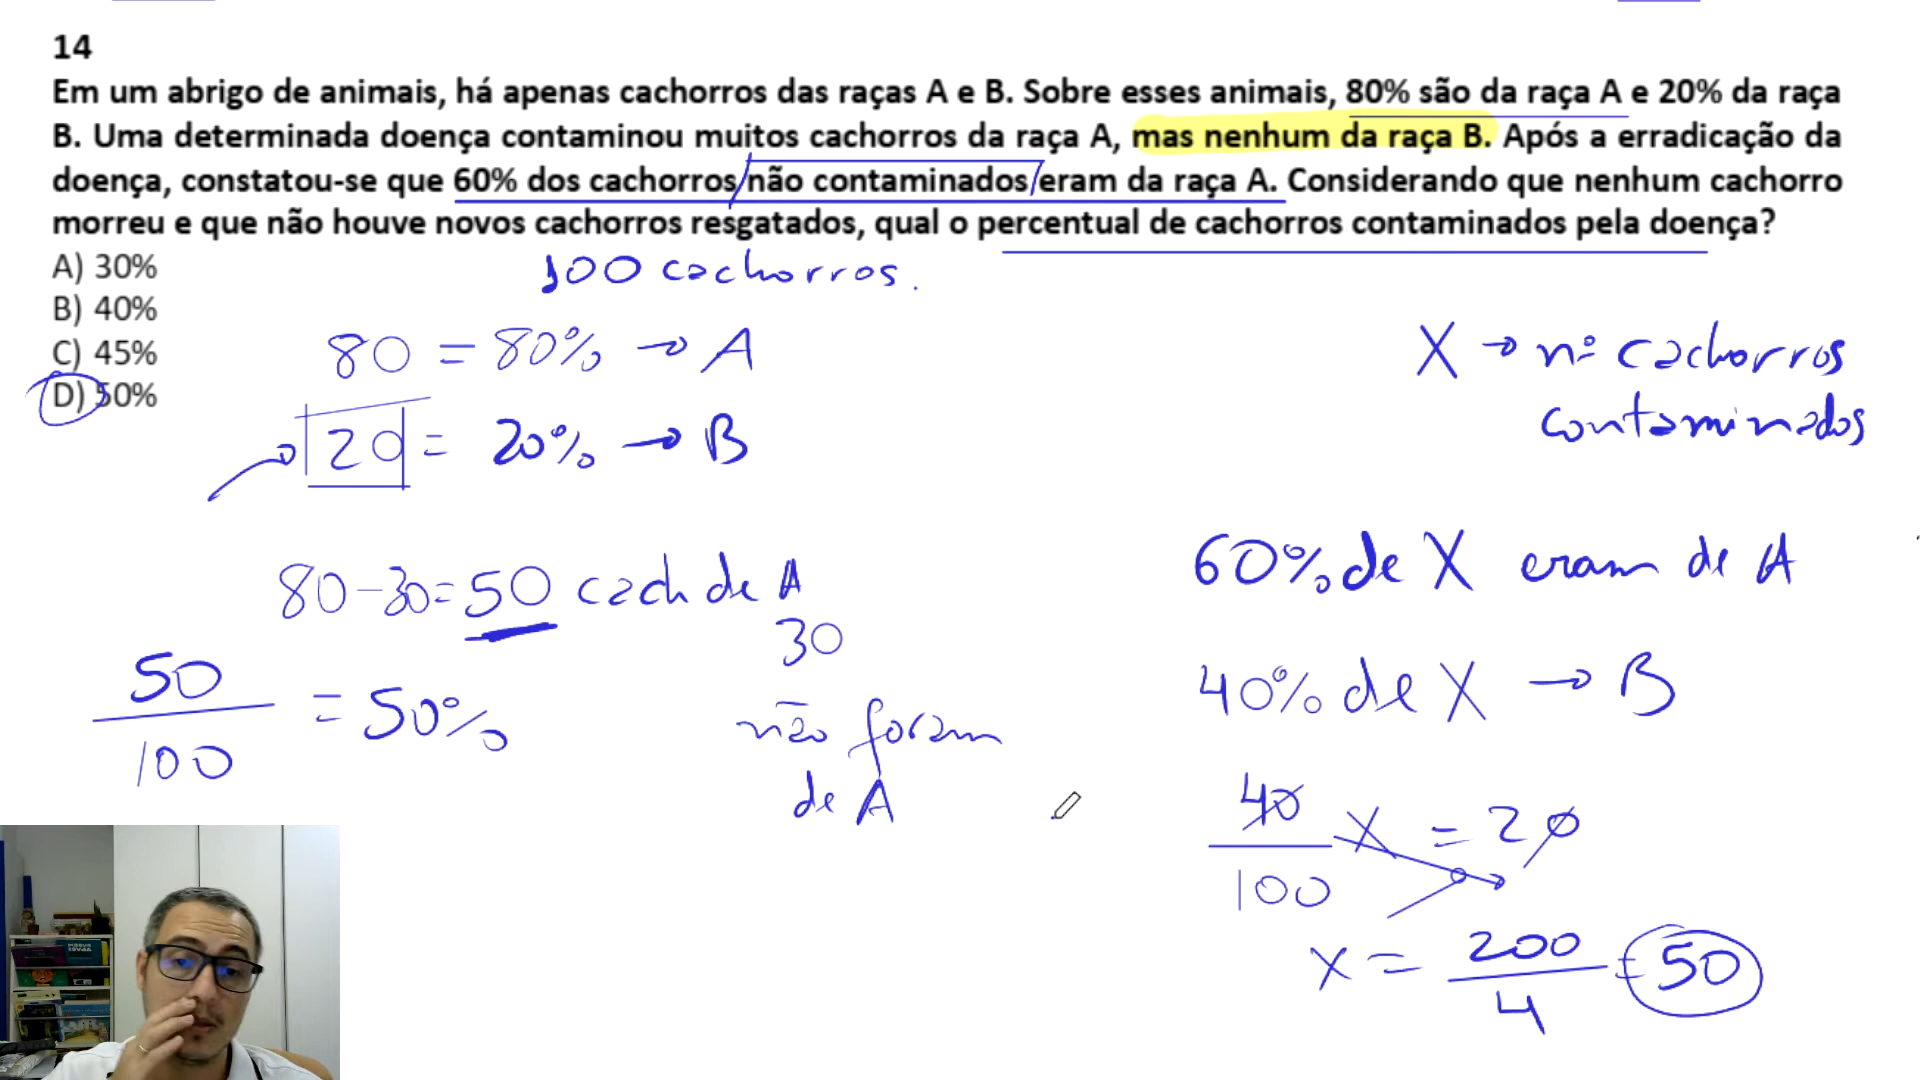 14
Em um abrigo de animais, há apenas cachorros das raças A e B. Sobre esses animais, 80% são da raça A e 20% da raça
B. Uma determinada doença contaminou muitos cachorros da raça A, mas nenhum da raça B. Após a erradicação da
doença, constatou-se que 60% dos cachorros não contaminados eram da raça A. Considerando que nenhum cachorro
morreu e que não houve novos cachorros resgatados, qual o percentual de cachorros contaminados pela doença?
A) 30%
B) 40%
C) 45%
D) 50%
100 cachorros.
80 = 80% → A
20 = 20% → B
80-30=50 cach de A
30
não foram
de A
50
100
= 50%
X → nº cachorros
contaminados
60% de X eram de A
40% de X → B
40
100
X = 20
x = 200
4
= 50